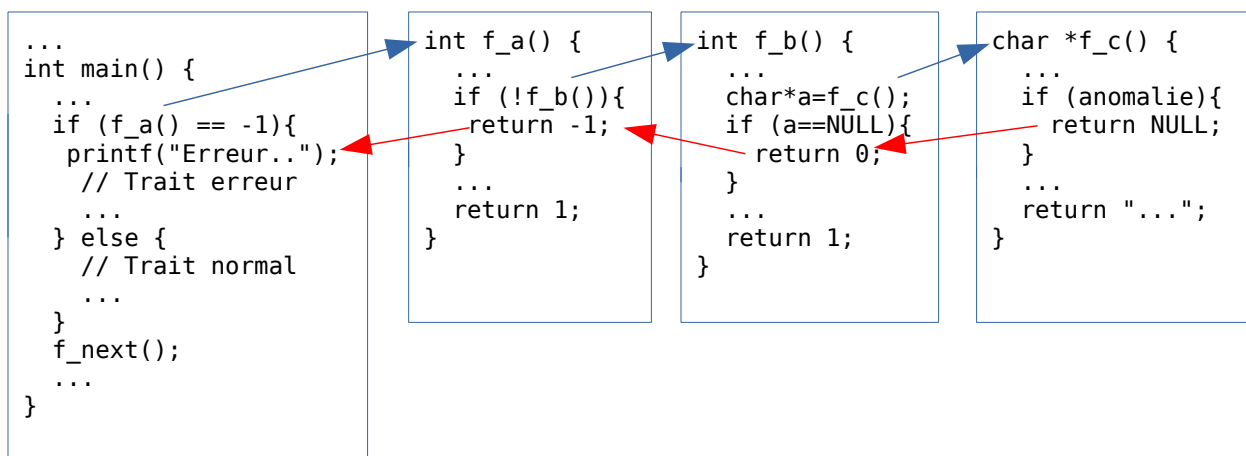 ...
int main() {
  ...
  if (f_a() == -1){
   printf("Erreur..");
    // Trait erreur
    ...
  } else {
    // Trait normal
    ...
  }
  f_next();
  ...
}
int f_a() {
  ...
  if (!f_b()){
   return -1;
  }
  ...
  return 1;
}
int f_b() {
  ...
  char*a=f_c();
  if (a==NULL){
    return 0;
  }
  ...
  return 1;
}
char *f_c() {
  ...
  if (anomalie){
    return NULL;
  }
  ...
  return "...";
}